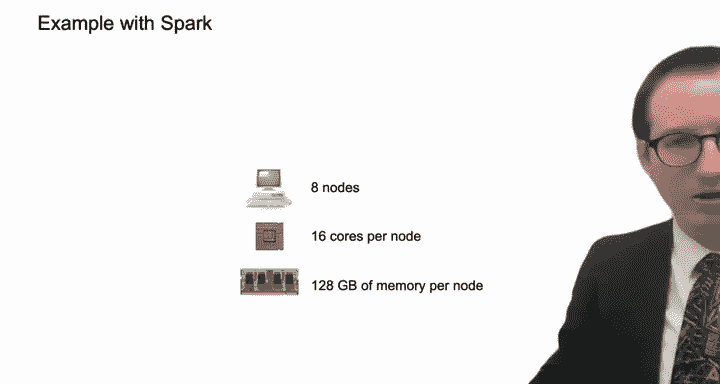 Example with Spark
8 nodes
16 cores per node
128 GB of memory per node